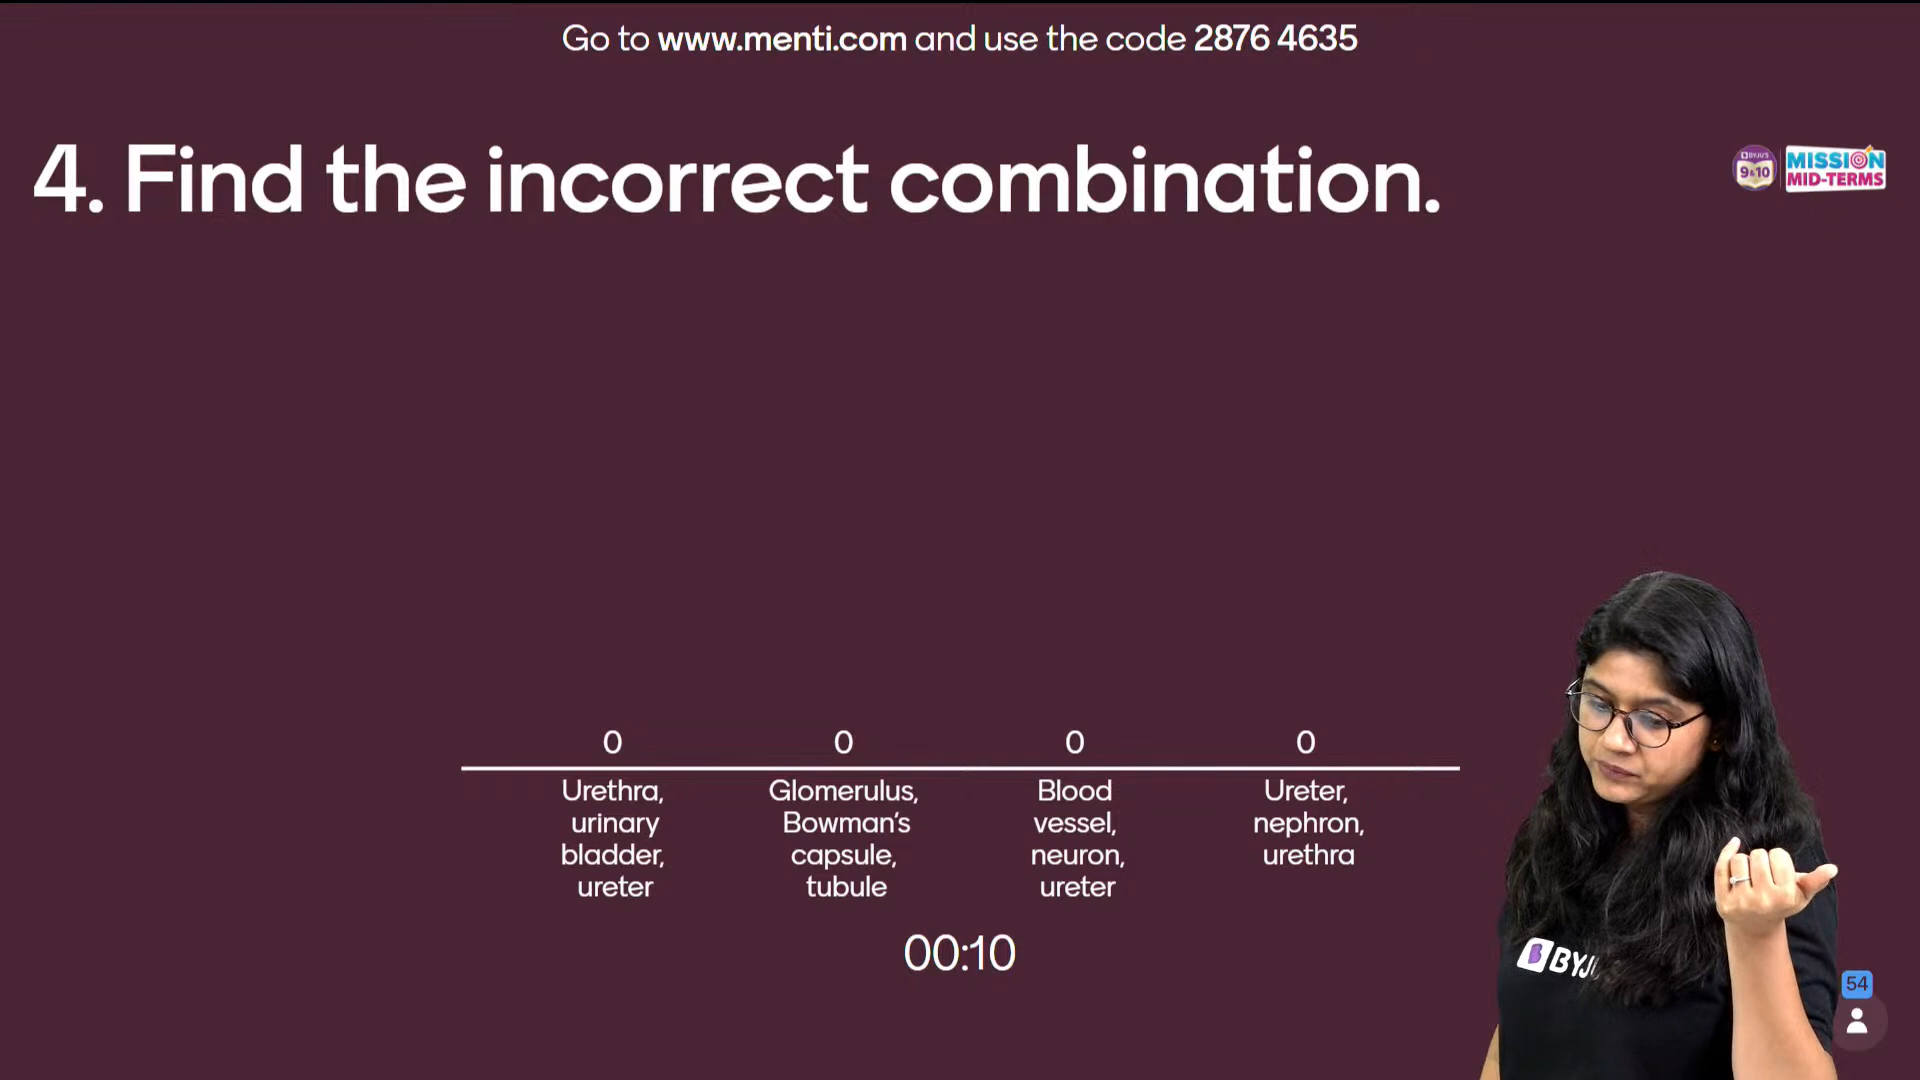 Go to www.menti.com and use the code 2876 4635
4. Find the incorrect combination.
BYJU'S
9&10
MISSION
MID-TERMS
0 0 0 0
Urethra,
urinary
bladder,
ureter
Glomerulus,
Bowman's
capsule,
tubule
Blood
vessel,
neuron,
ureter
Ureter,
nephron,
urethra
00:10
BYJU
54